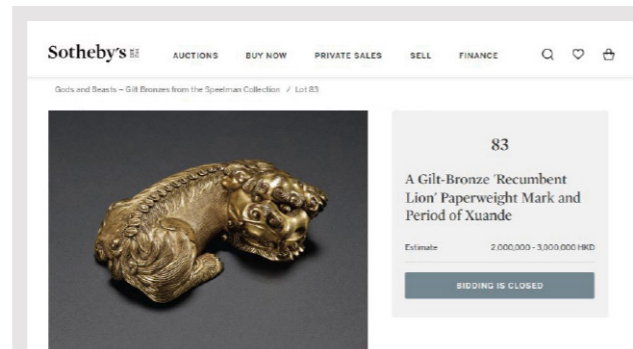 Sotheby's
AUCTIONS BUY NOW PRIVATE SALES SELL FINANCE
Gods and Beasts – Gilt Bronzes from the Speelman Collection / Lot 83
83
A Gilt-Bronze 'Recumbent
Lion' Paperweight Mark and
Period of Xuande
Estimate 2,000,000 - 3,000,000 HKD
BIDDING IS CLOSED